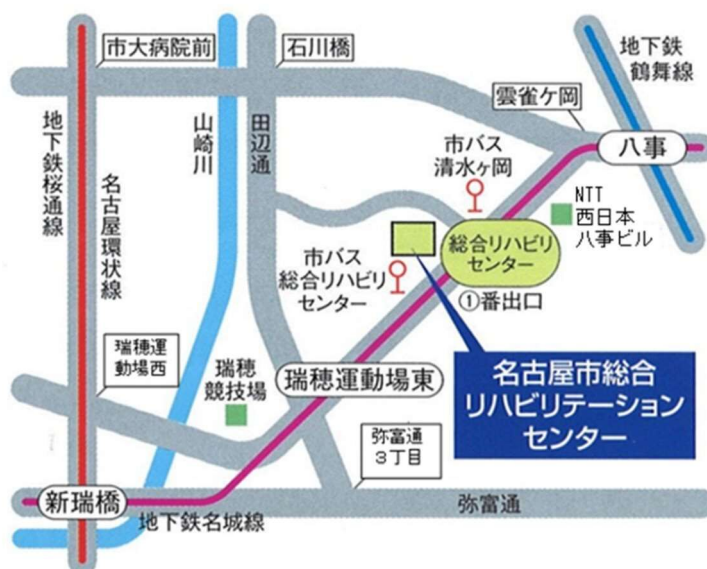 市大病院前
石川橋
地下鉄
鶴舞線
雲雀ケ岡
八事
地下鉄桜通線
名古屋環状線
山崎川
田辺通
市バス
清水ヶ岡
NTT
西日本
八事ビル
総合リハビリ
センター
市バス
総合リハビリ
センター
①番出口
瑞穂運
動場西
瑞穂
競技場
瑞穂運動場東
名古屋市総合
リハビリテーション
センター
弥富通
3丁目
新瑞橋
地下鉄名城線
弥富通